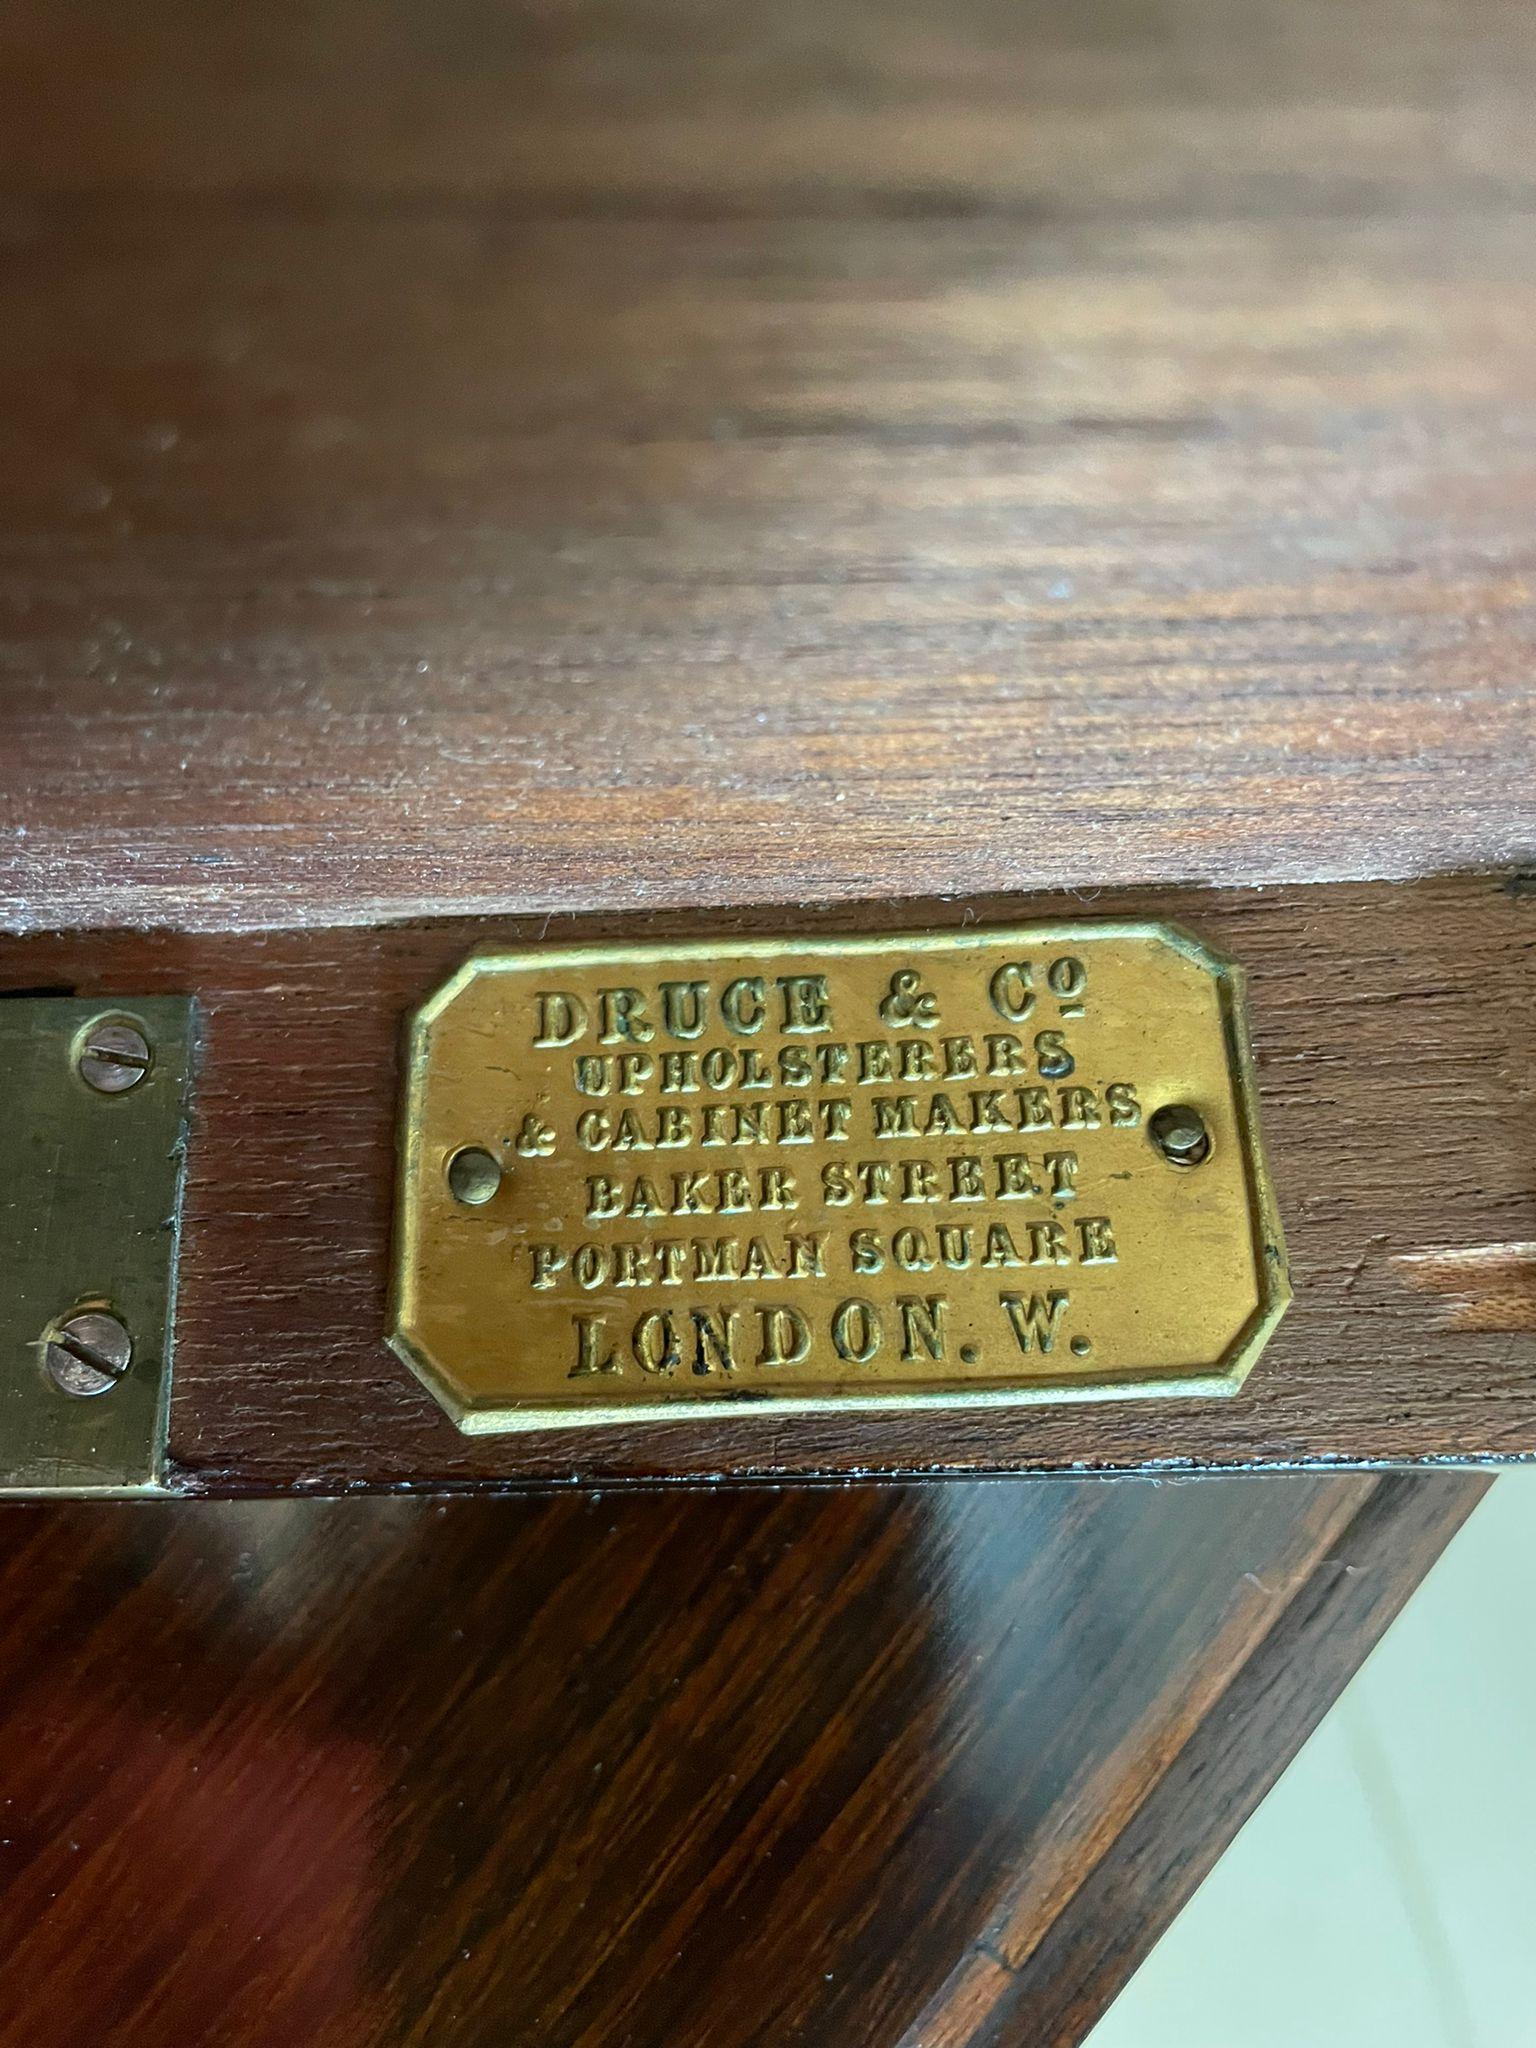 DRUCE & Cº
UPHOLSTERERS
& CABINET MAKERS
BAKER STREET
PORTMAN SQUARE
LONDON. W.